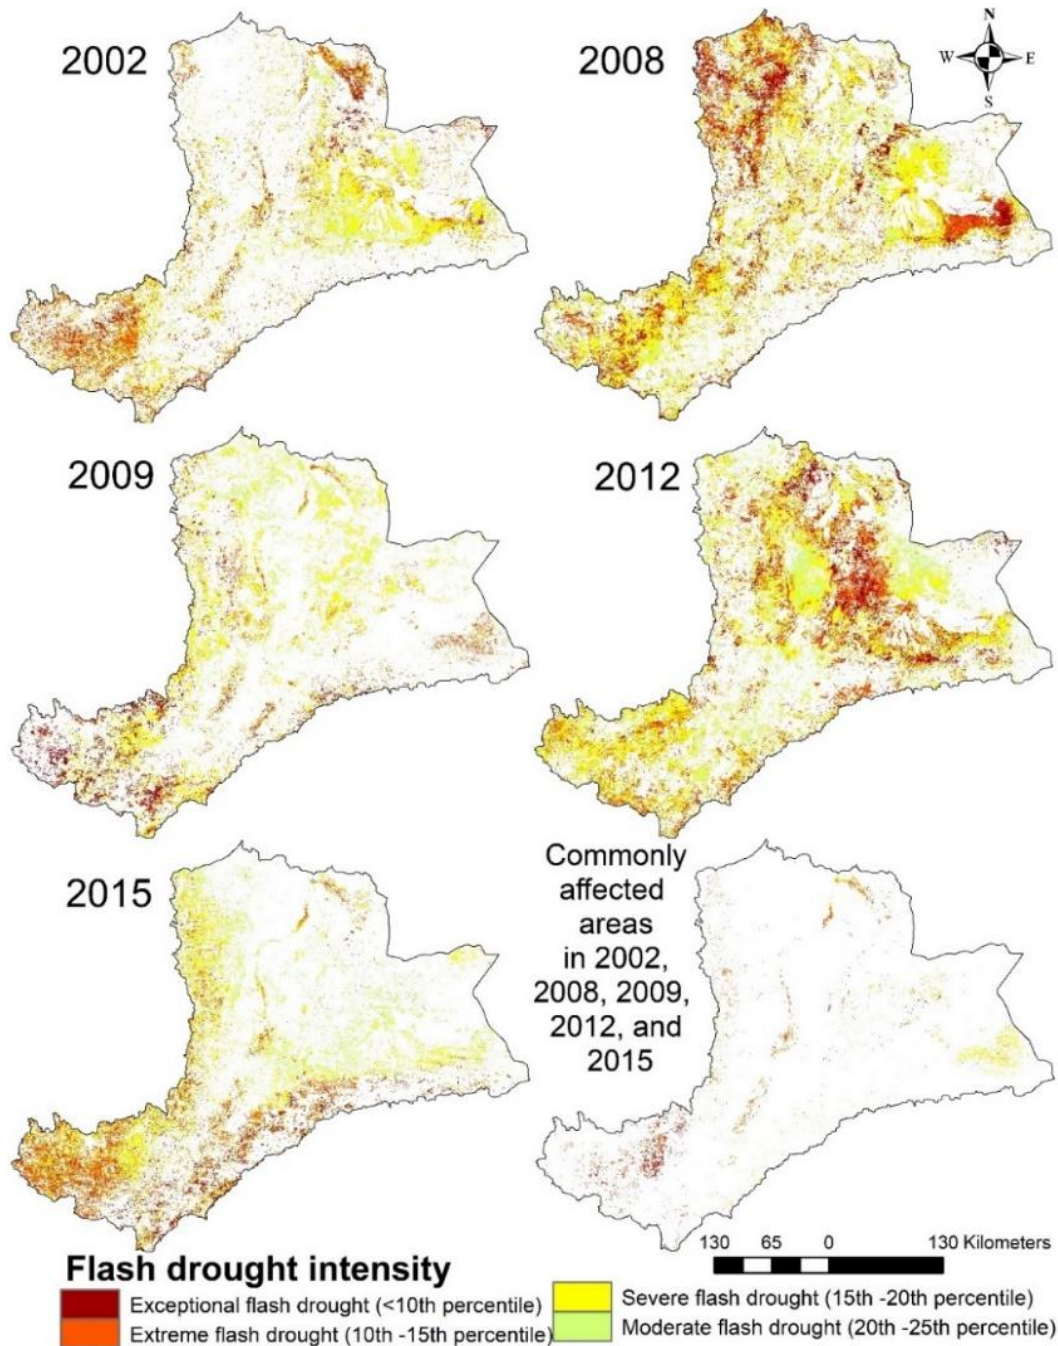 2002
2008
N
W E
S
2009
2012
2015
Commonly
affected
areas
in 2002,
2008, 2009,
2012, and
2015
130 65 0 130 Kilometers
Flash drought intensity
Exceptional flash drought (<10th percentile)
Extreme flash drought (10th -15th percentile)
Severe flash drought (15th -20th percentile)
Moderate flash drought (20th -25th percentile)